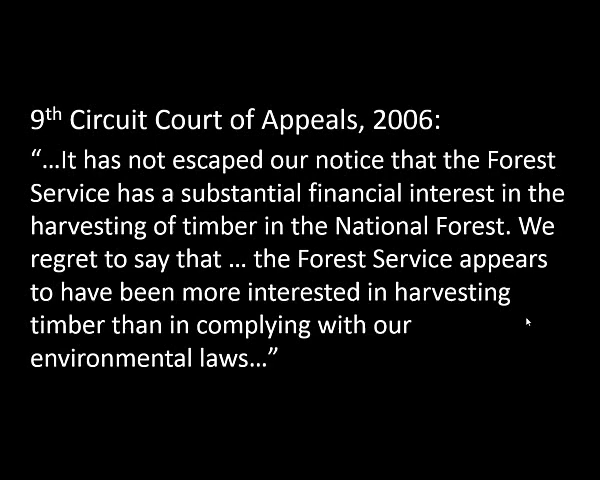 9th Circuit Court of Appeals, 2006:
“…It has not escaped our notice that the Forest
Service has a substantial financial interest in the
harvesting of timber in the National Forest. We
regret to say that … the Forest Service appears
to have been more interested in harvesting
timber than in complying with our
environmental laws…”